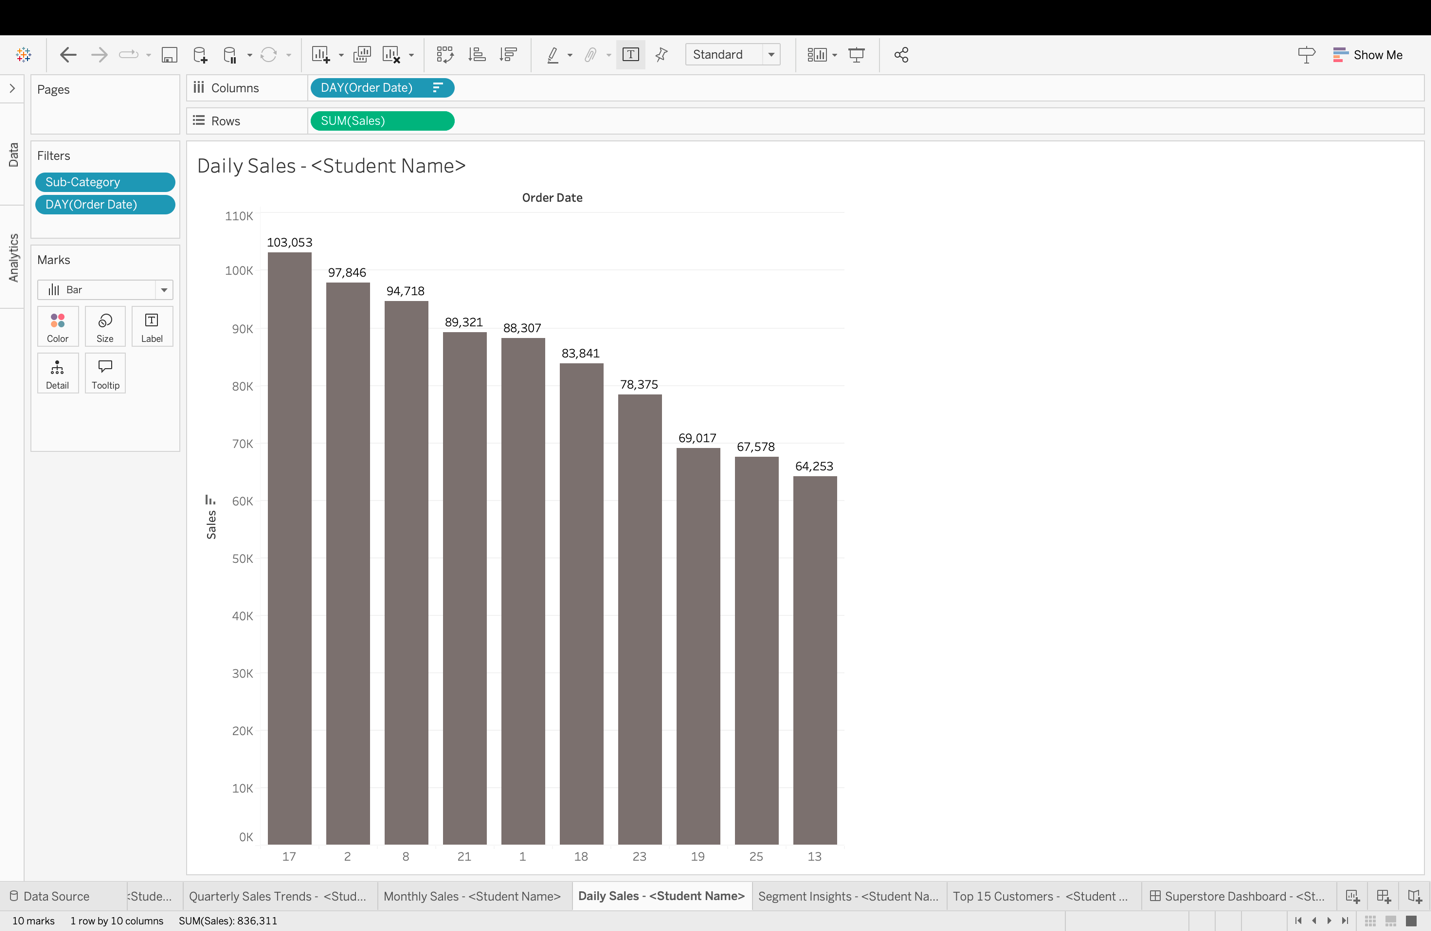 Standard
Show Me
Data
Analytics
Pages
Filters
Sub-Category
DAY(Order Date)
Marks
Bar
Color
Size
Label
Detail
Tooltip
Columns
DAY(Order Date)
Rows
SUM(Sales)
Daily Sales - <Student Name>
Order Date
Sales
110K
100K
90K
80K
70K
60K
50K
40K
30K
20K
10K
0K
103,053
97,846
94,718
89,321
88,307
83,841
78,375
69,017
67,578
64,253
17 2 8 21 1 18 23 19 25 13
Data Source
<Stude...
Quarterly Sales Trends - <Stud...
Monthly Sales - <Student Name>
Daily Sales - <Student Name>
Segment Insights - <Student Na...
Top 15 Customers - <Student ...
Superstore Dashboard - <St...
10 marks 1 row by 10 columns SUM(Sales): 836,311